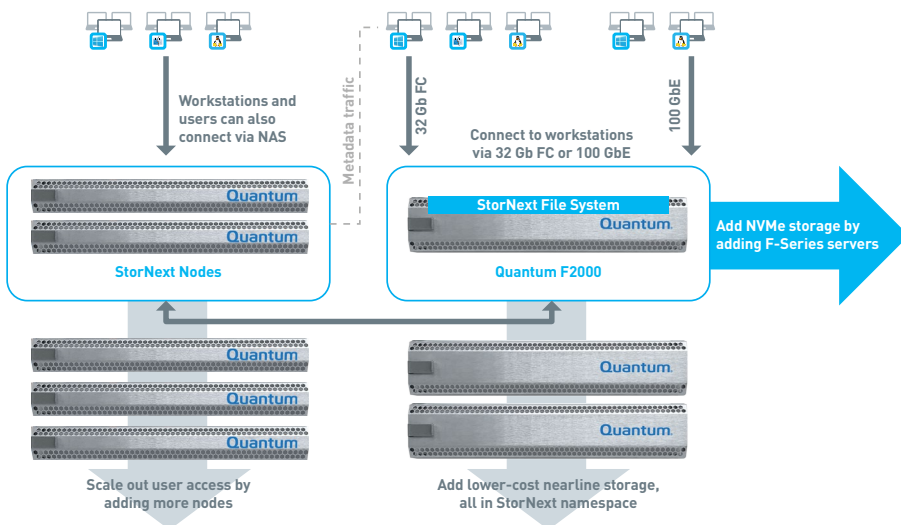 Metadata traffic
32 Gb FC
100 GbE
Workstations and
users can also
connect via NAS
Connect to workstations
via 32 Gb FC or 100 GbE
Quantum
Quantum
StorNext Nodes
StorNext File System
Quantum
Quantum F2000
Add NVMe storage by
adding F-Series servers
Quantum
Quantum
Quantum
Scale out user access by
adding more nodes
Quantum
Quantum
Add lower-cost nearline storage,
all in StorNext namespace